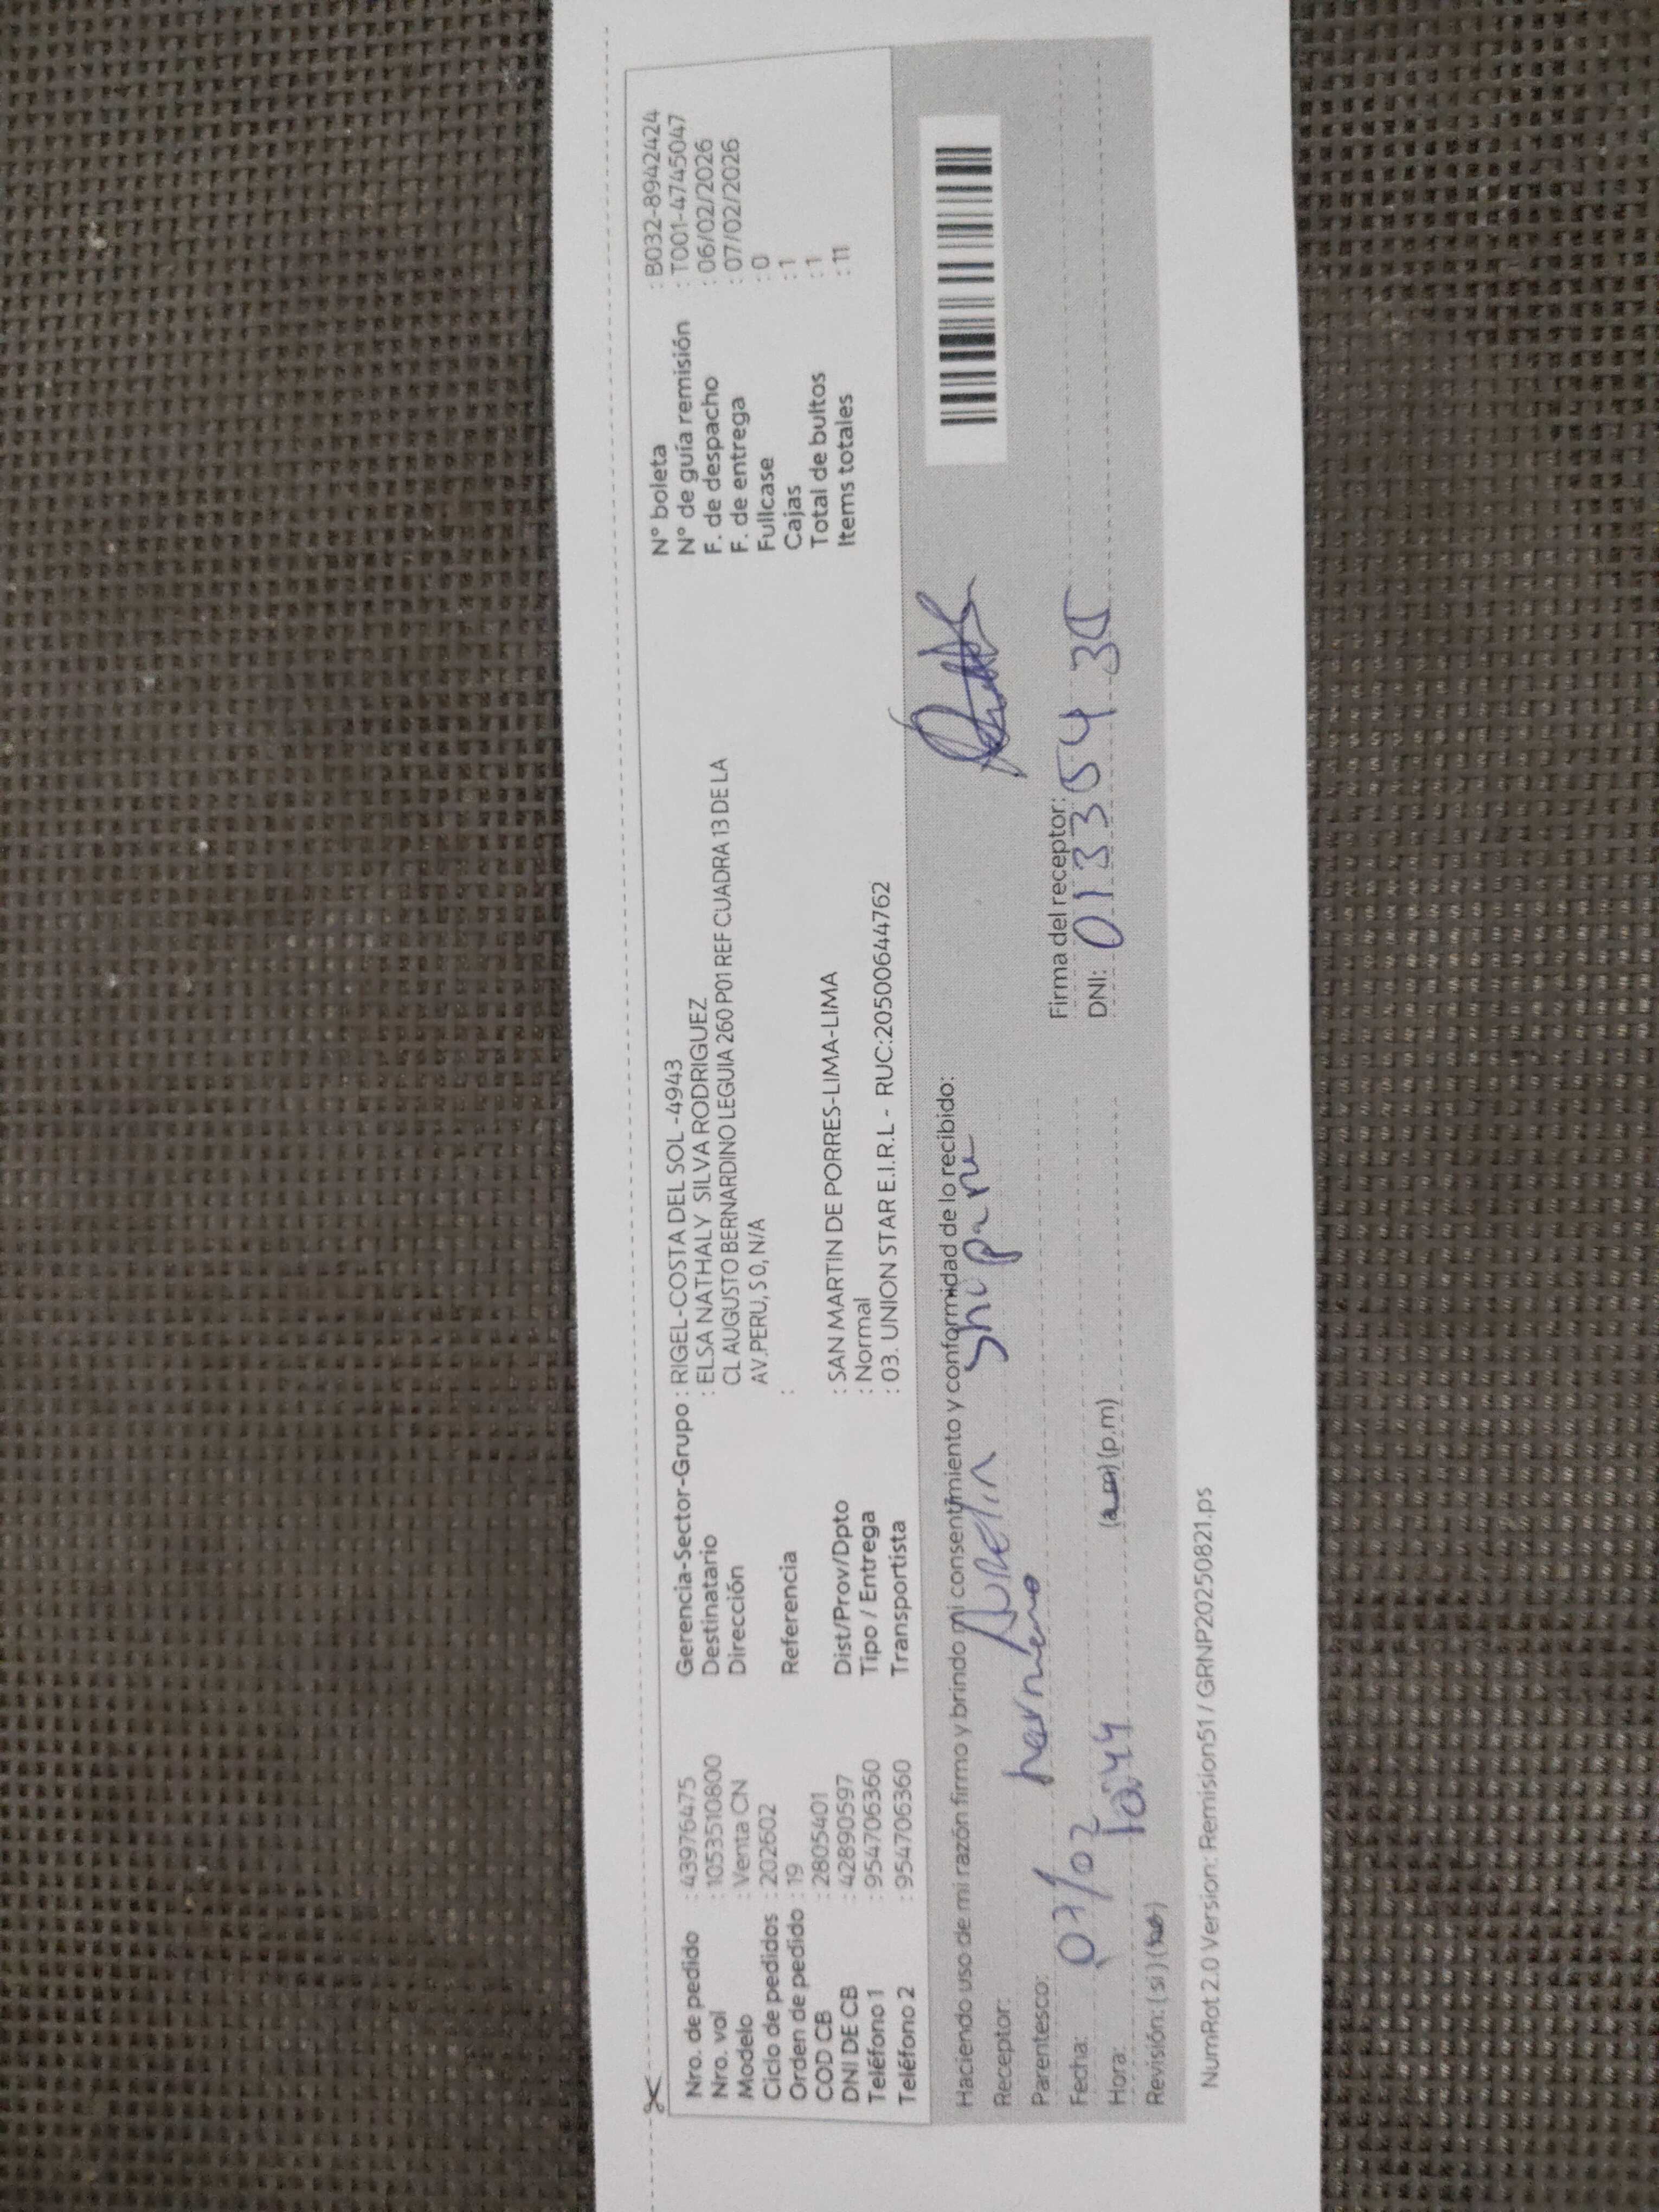 Nro. de pedido : 43976475
Nro. vol : 1053510800
Modelo : Venta CN
Ciclo de pedidos : 202602
Orden de pedido : 19
COD CB : 2805401
DNI DE CB : 42890597
Teléfono 1 : 954706360
Teléfono 2 : 954706360
Gerencia-Sector-Grupo : RIGEL-COSTA DEL SOL -4943
Destinatario : ELSA NATHALY SILVA RODRIGUEZ
Dirección CL AUGUSTO BERNARDINO LEGUIA 260 P01 REF CUADRA 13 DE LA
AV.PERU, S 0, N/A
Referencia :
Dist/Prov/Dpto : SAN MARTIN DE PORRES-LIMA-LIMA
Tipo / Entrega : Normal
Transportista : 03. UNION STAR E.I.R.L - RUC:20500644762
N° boleta : B032-8942424
N° de guía remisión : T001-4745047
F. de despacho : 06/02/2026
F. de entrega : 07/02/2026
Fullcase : 0
Cajas : 1
Total de bultos : 1
Items totales : 11
Haciendo uso de mi razón firmo y brindo mi consentimiento y conformidad de lo recibido:
Receptor:
Parentesco: hermano
Fecha: 07/02
Hora: (a.m) (p.m)
Revisión: ( si ) (no)
Firma del receptor:
DNI: 01335435
NumRot 2.0 Version: Remision51 / GRNP20250821.ps